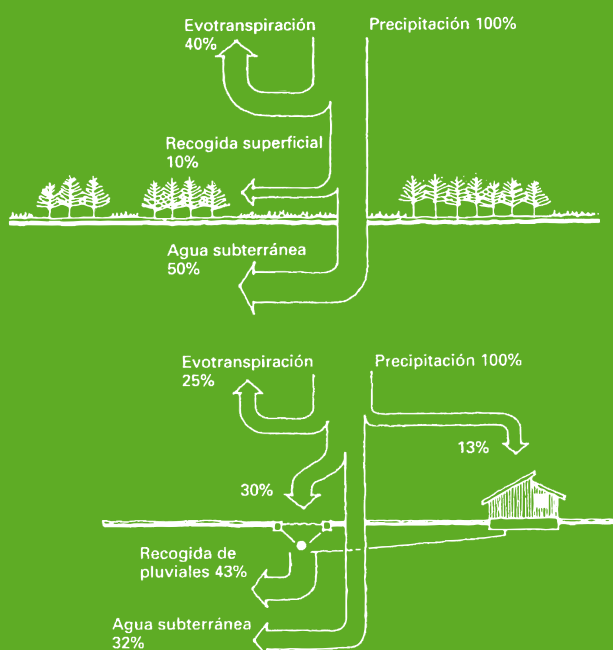 Evotranspiración
40%
Precipitación 100%
Recogida superficial
10%
Agua subterránea
50%
Evotranspiración
25%
Precipitación 100%
13%
30%
Recogida de
pluviales 43%
Agua subterránea
32%